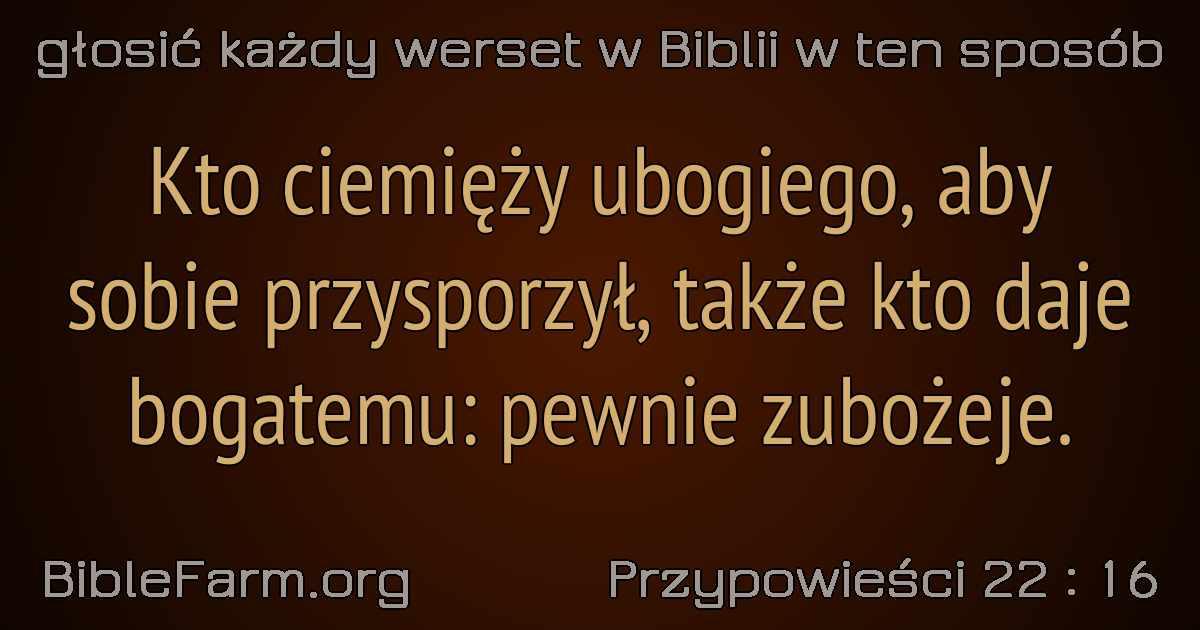 głosić każdy werset w Biblii w ten sposób
Kto ciemięży ubogiego, aby
sobie przysporzył, także kto daje
bogatemu: pewnie zubożeje.
BibleFarm.org
Przypowieści 22 : 16